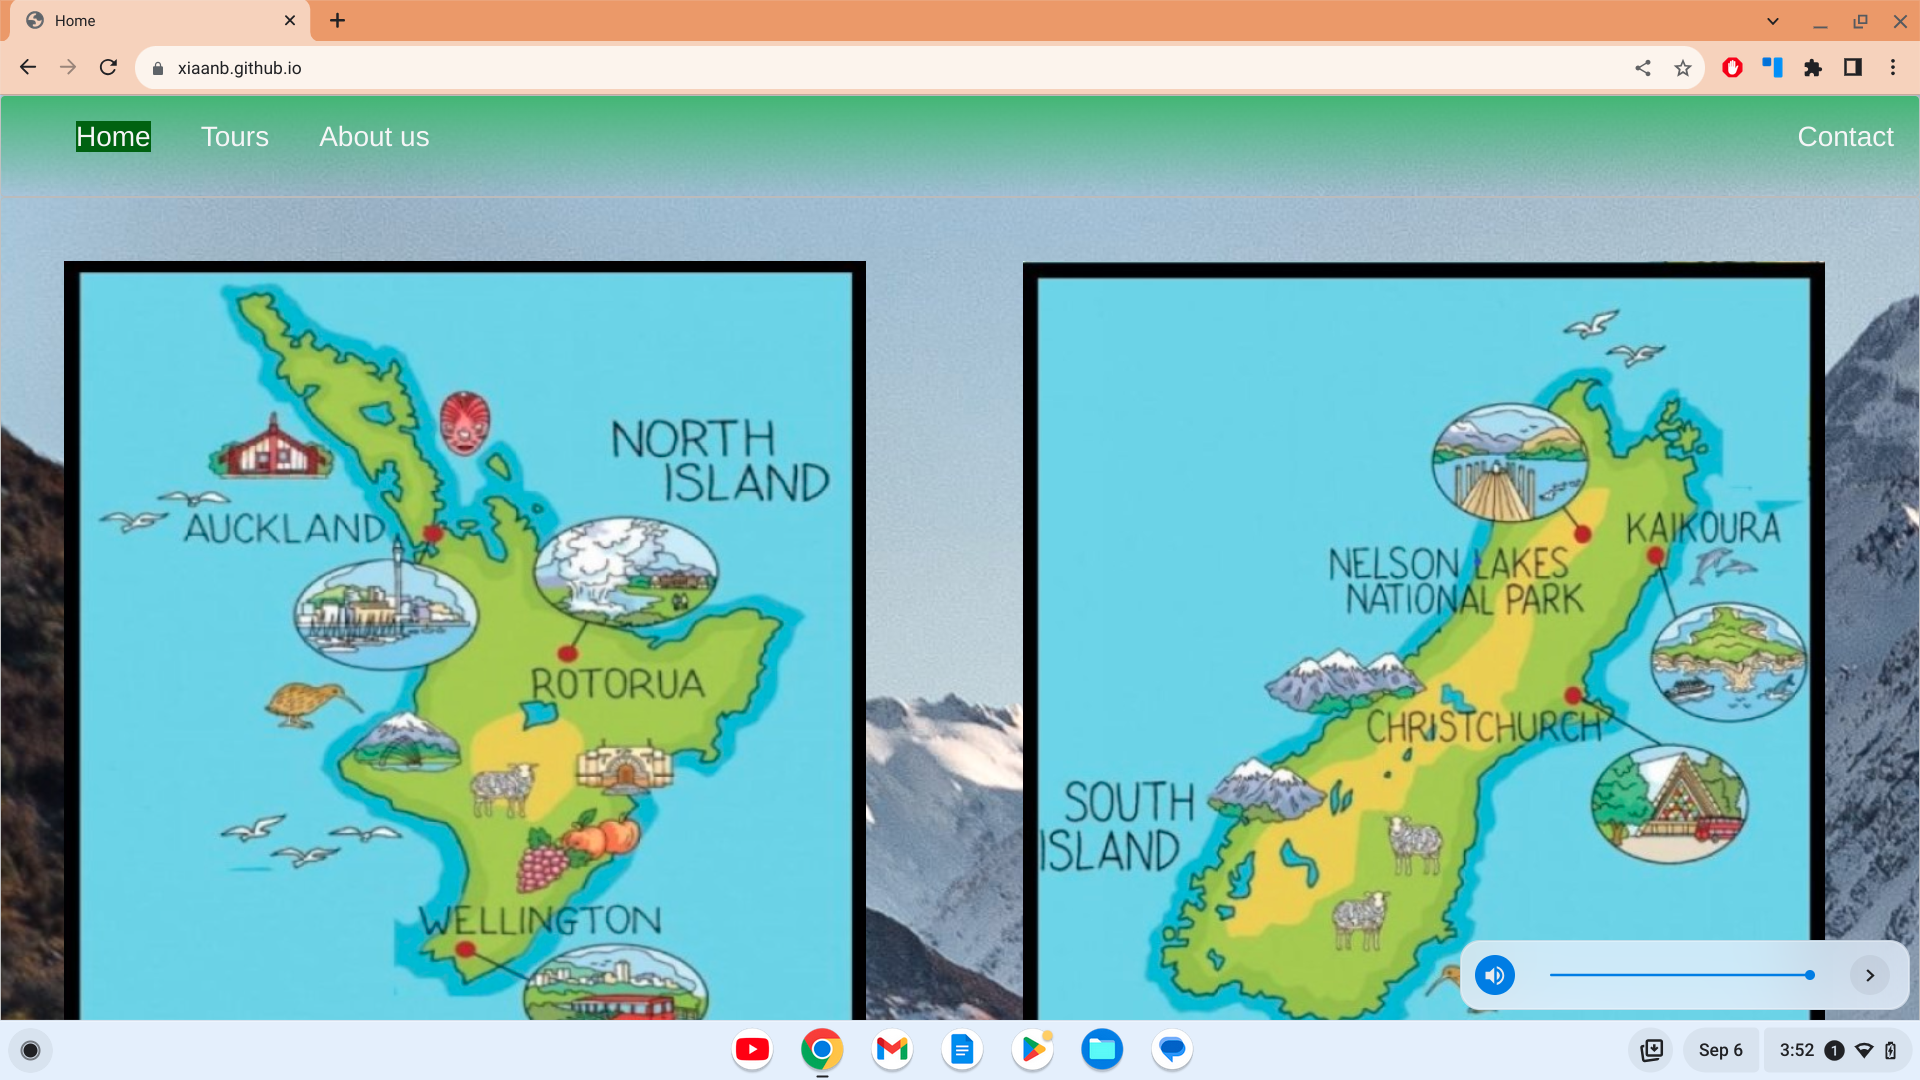 Home
xiaanb.github.io
Home
Tours
About us
Contact
NORTH
ISLAND
AUCKLAND
ROTORUA
WELLINGTON
KAIKOURA
NELSON LAKES
NATIONAL PARK
CHRISTCHURCH
SOUTH
ISLAND
Sep 6
3:52
1